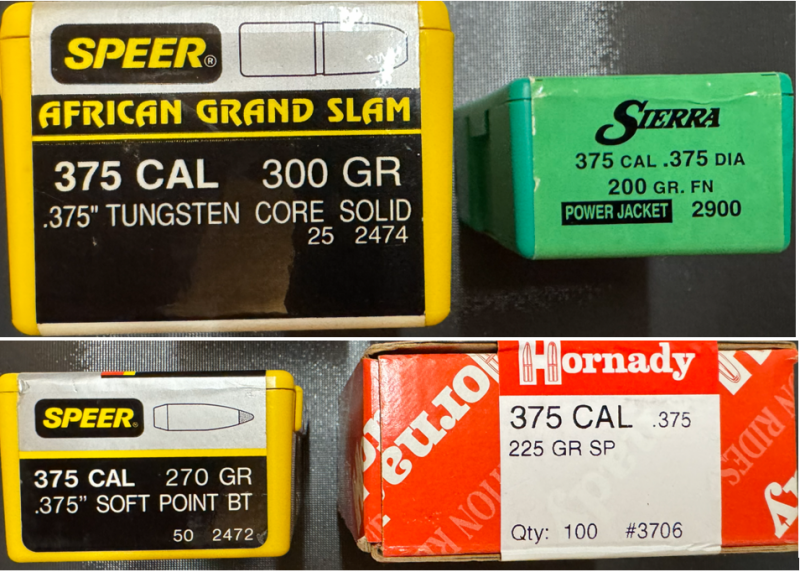 SPEER®
AFRICAN GRAND SLAM
375 CAL 300 GR
.375" TUNGSTEN CORE SOLID
25 2474
SIERRA
375 CAL .375 DIA
200 GR. FN
POWER JACKET 2900
SPEER®
375 CAL 270 GR
.375” SOFT POINT BT
50 2472
Hornady
375 CAL .375
225 GR SP
Qty: 100 #3706